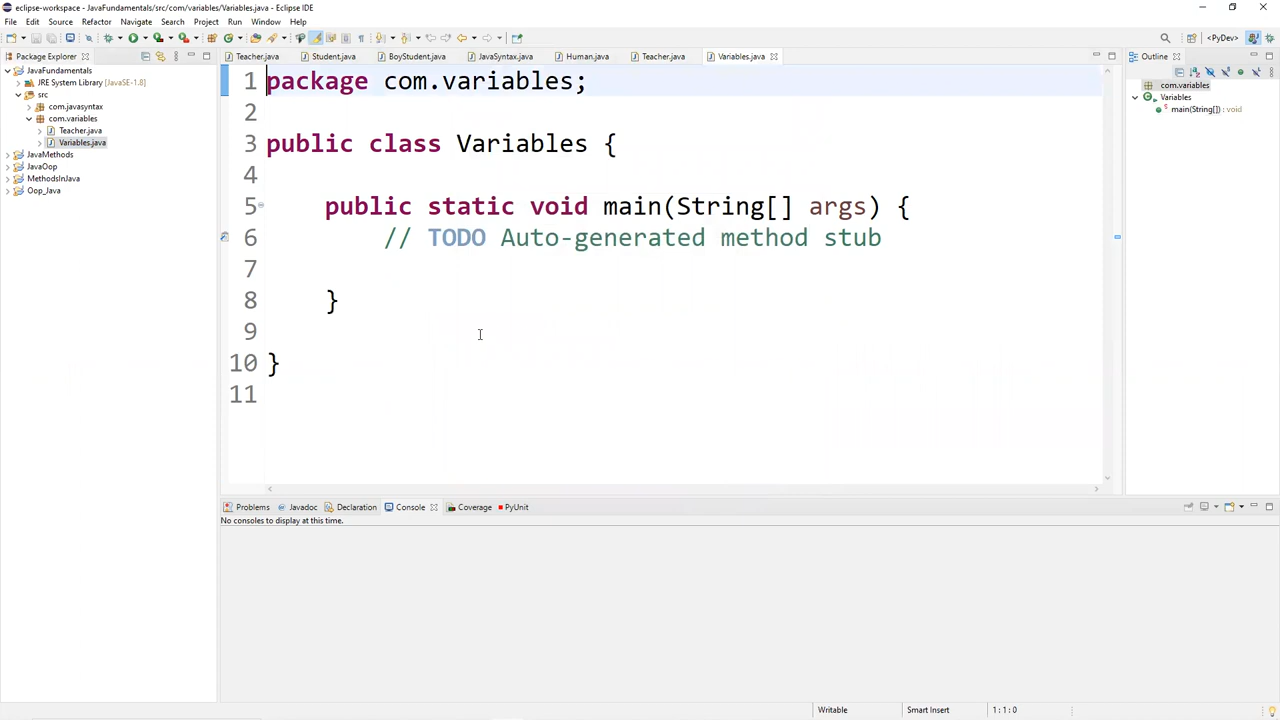 eclipse-workspace - JavaFundamentals/src/com/variables/Variables.java - Eclipse IDE
File Edit Source Refactor Navigate Search Project Run Window Help
<PyDev>
Package Explorer
JavaFundamentals
JRE System Library [JavaSE-1.8]
src
com.javasyntax
com.variables
Teacher.java
Variables.java
JavaMethods
JavaOop
MethodsInJava
Oop_Java
Teacher.java Student.java BoyStudent.java JavaSyntax.java Human.java Teacher.java Variables.java
1 package com.variables;
2
3 public class Variables {
4
5 public static void main(String[] args) {
6 // TODO Auto-generated method stub
7
8 }
9
10 }
11
Outline
com.variables
Variables
main(String[]) : void
Problems Javadoc Declaration Console Coverage PyUnit
No consoles to display at this time.
Writable Smart Insert 1 : 1 : 0